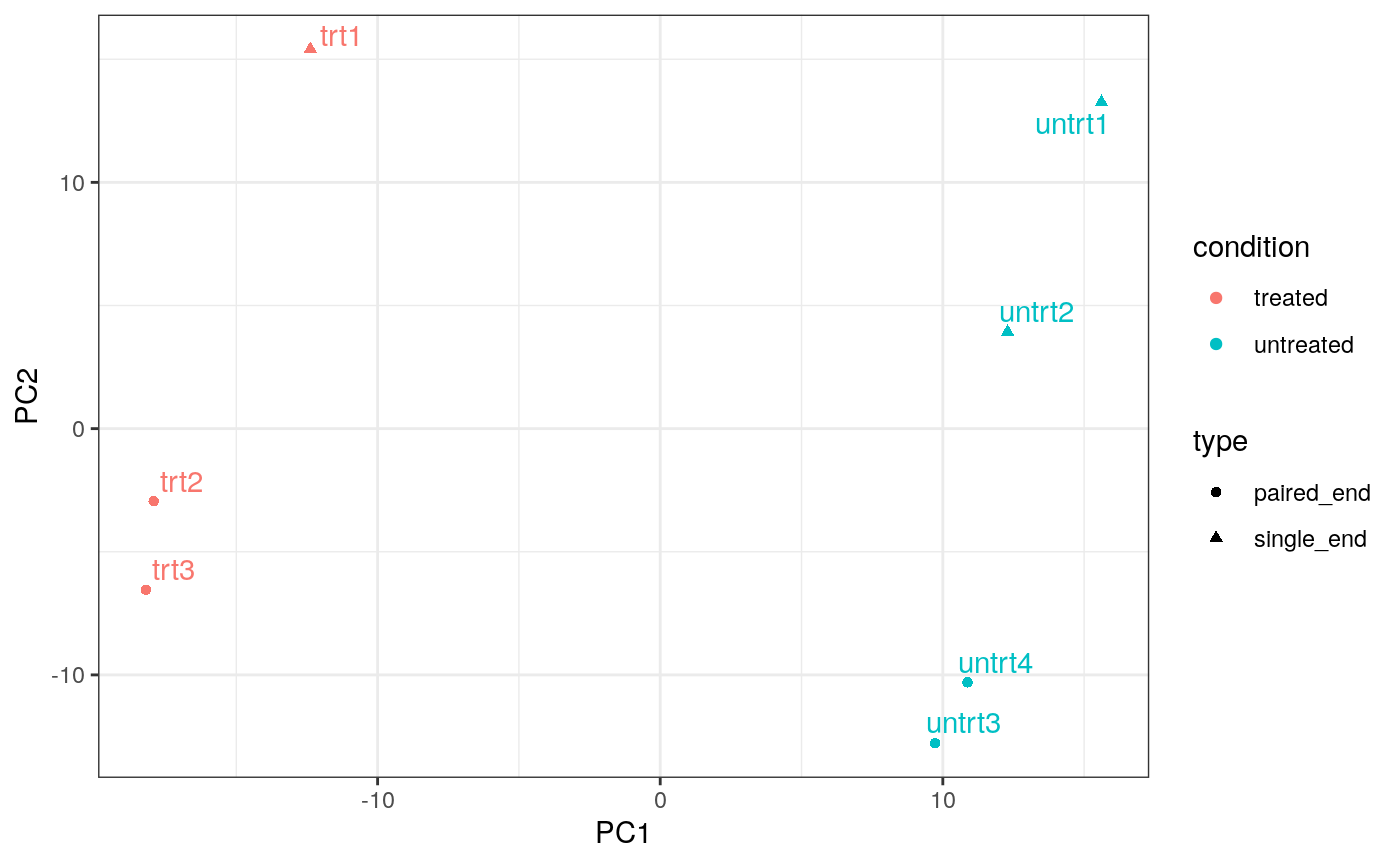 trt1
untrt1
10
condition
treated
untrt2
untreated
PC2
0
type
trt2
paired_end
single_end
trt3
untrt4
-10
untrt3
-10
0
10
PC1